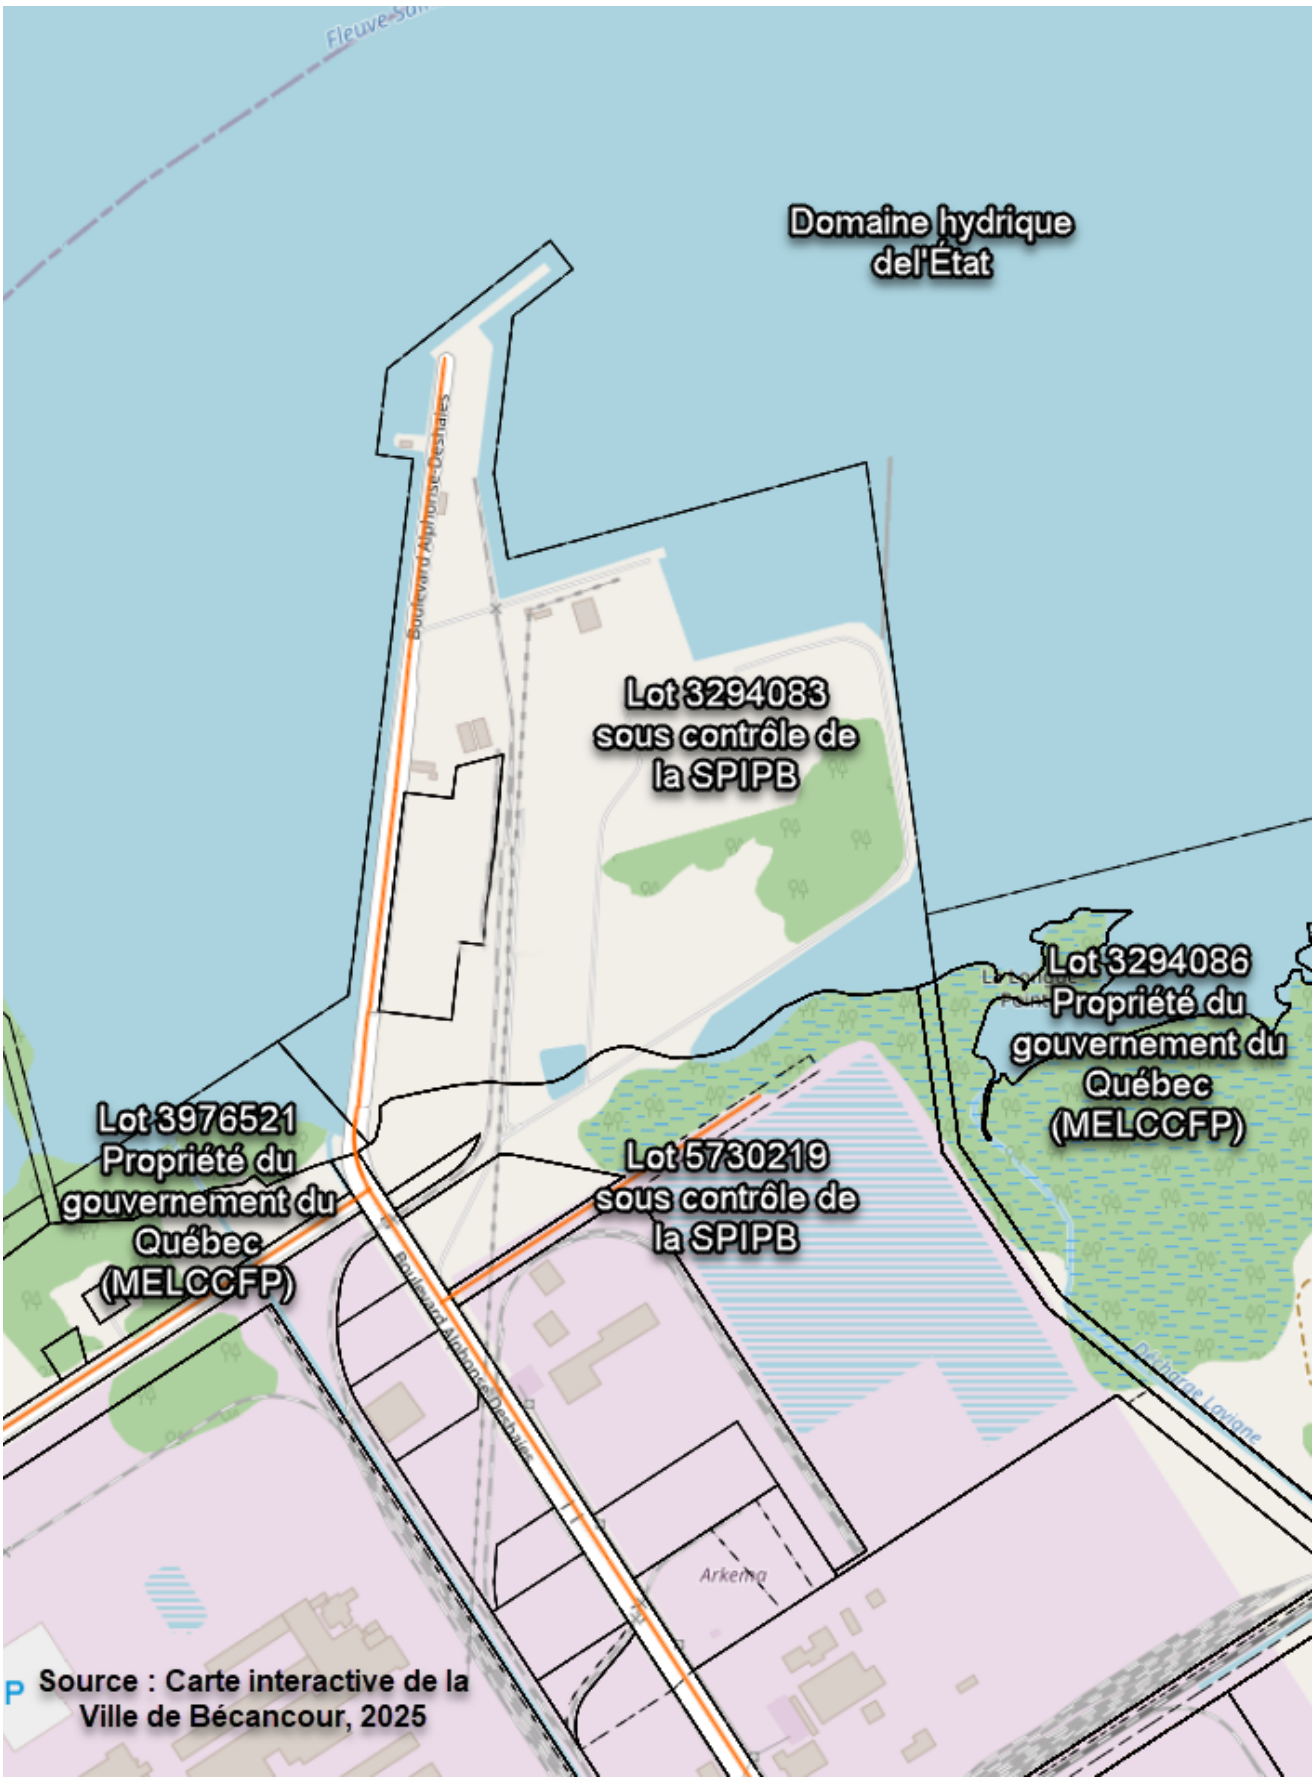 Fleuve
Domaine hydrique
del'État
Boulevard Alphonse-Deshaies
Lot 3294083
sous contrôle de
la SPIPB
Lot 3294086
Propriété du
gouvernement du
Québec
(MELCCFP)
Lot 3976521
Propriété du
gouvernement du
Québec
(MELCCFP)
Lot 5730219
sous contrôle de
la SPIPB
Boulevard Alphonse-Deshaies
Décharge Lavigne
Arkema
P
Source : Carte interactive de la
Ville de Bécancour, 2025